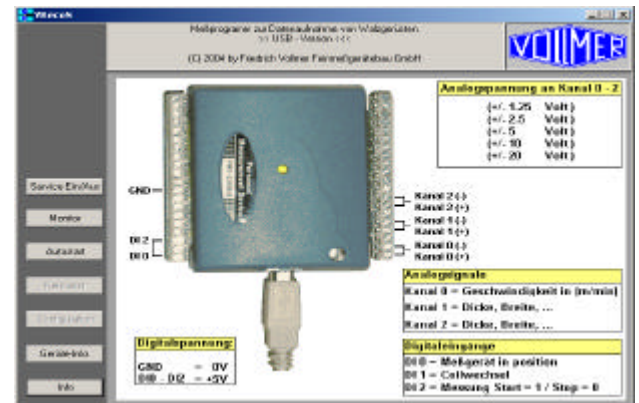 Meßprogramm zur Datenaufnahme von Walzgerüsten
>> USB - Version <<<
(C) 2004 by Friedrich Vollmer Feinmeßgerätebau GmbH
VOLLMER
Analogspannung an Kanal 0 - 2
(+/- 1.25 Volt)
(+/- 2.5 Volt)
(+/- 5 Volt)
(+/- 10 Volt)
(+/- 20 Volt)
Service Ein/Aus
Monitor
Autostart
Geräte-Info
Info
GND
DI 2
DI 0
Kanal 2 (-)
Kanal 2 (+)
Kanal 1 (-)
Kanal 1 (+)
Kanal 0 (-)
Kanal 0 (+)
Analogsignale
Kanal 0 = Geschwindigkeit in (m/min)
Kanal 1 = Dicke, Breite, ...
Kanal 2 = Dicke, Breite, ...
Digitalspannung:
GND = 0V
DI0 - DI2 = +5V
Digitaleingänge
DI 0 = Meßgerät in position
DI 1 = Coilwechsel
DI 2 = Messung Start = 1 / Stop = 0